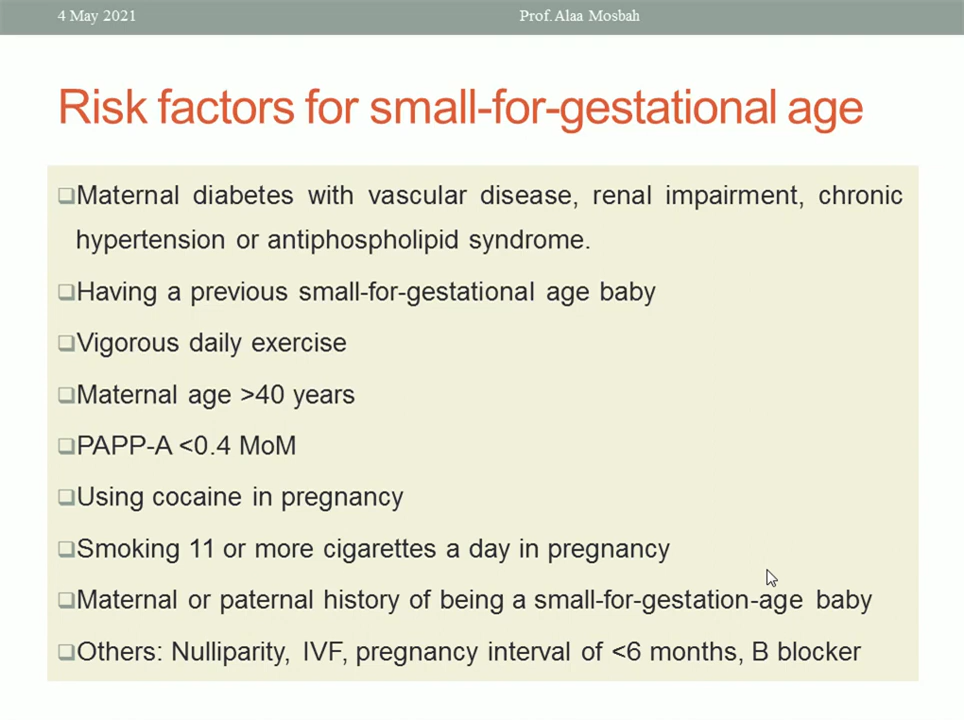 4 May 2021
Prof. Alaa Mosbah
Risk factors for small-for-gestational age
❑Maternal diabetes with vascular disease, renal impairment, chronic
hypertension or antiphospholipid syndrome.
❑Having a previous small-for-gestational age baby
❑Vigorous daily exercise
❑Maternal age >40 years
❑PAPP-A <0.4 MoM
❑Using cocaine in pregnancy
❑Smoking 11 or more cigarettes a day in pregnancy
❑Maternal or paternal history of being a small-for-gestation-age baby
❑Others: Nulliparity, IVF, pregnancy interval of <6 months, B blocker